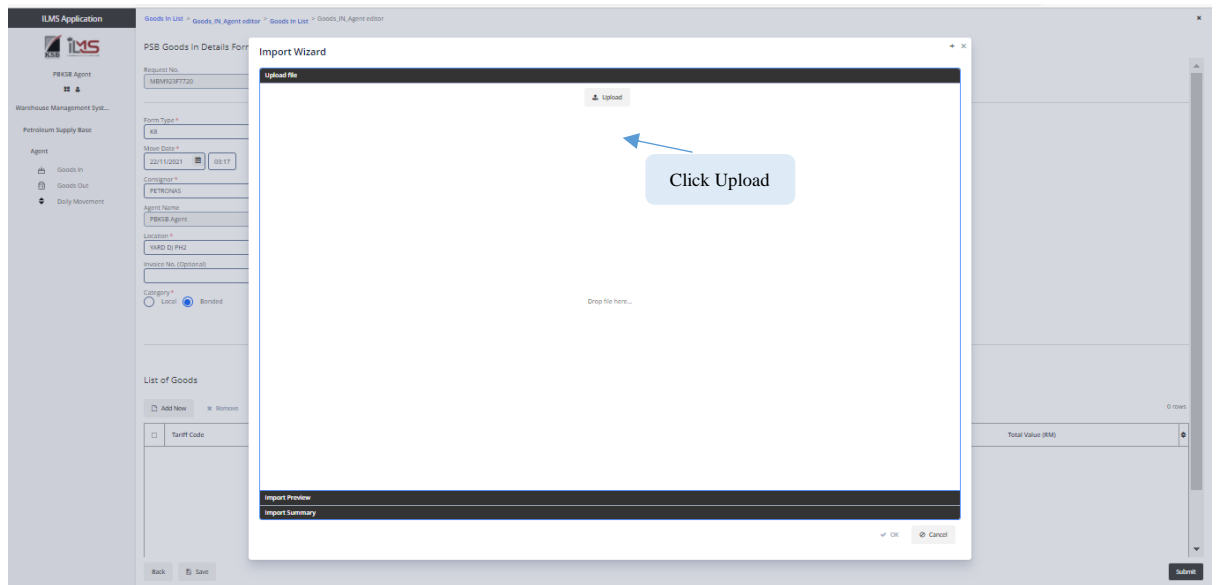 ILMS Application
Goods In List > Goods_IN_Agent editor > Goods In List > Goods_IN_Agent editor
KSB
iLMS
PBKSB Agent
Warehouse Management Syst...
Petroleum Supply Base
Agent
Goods In
Goods Out
Daily Movement
PSB Goods In Details Form
Request No.
MBM923F7720
Form Type *
K8
Move Date *
22/11/2021
03:17
Consignor *
PETRONAS
Agent Name
PBKSB Agent
Location *
YARD DJ PH2
Invoice No. (Optional)
Category *
Local
Bonded
List of Goods
Add New
Remove
0 rows
Tariff Code
Total Value (RM)
Import Wizard
Upload file
Upload
Click Upload
Drop file here...
Import Preview
Import Summary
OK
Cancel
Back
Save
Submit